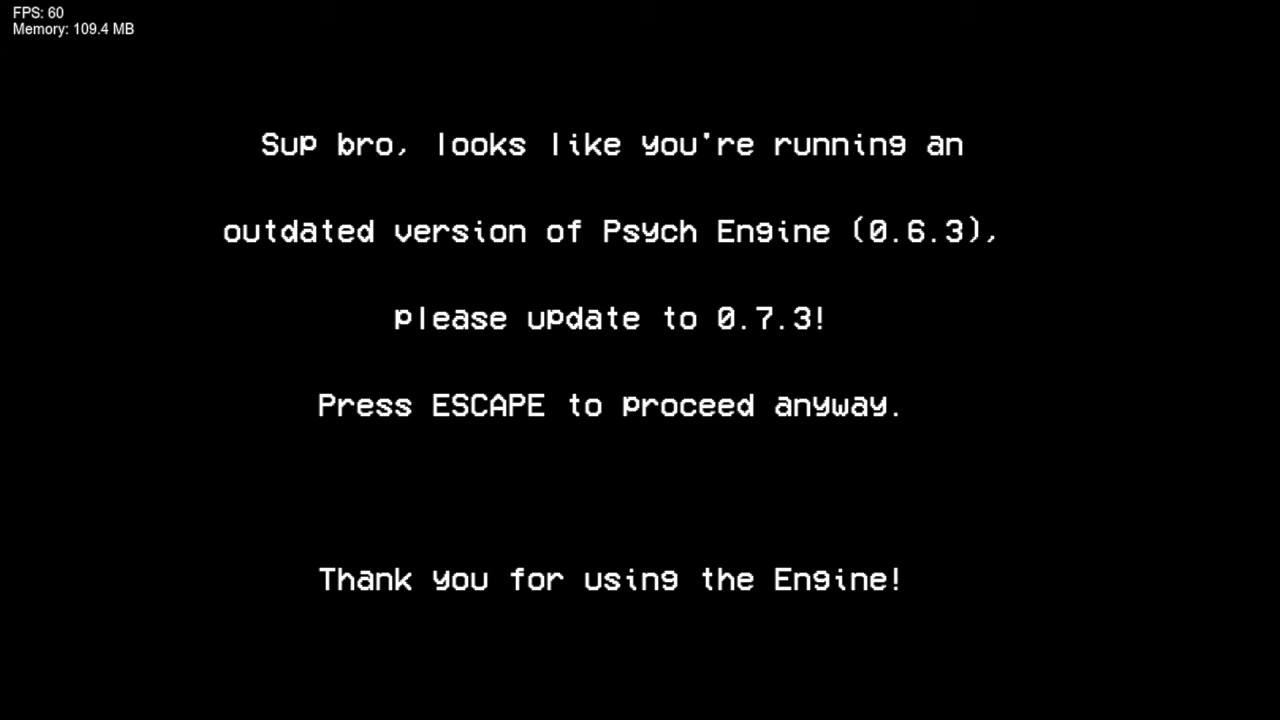 FPS: 60
Memory: 109.4 MB
Sup bro, looks like you're running an
outdated version of Psych Engine (0.6.3),
please update to 0.7.3!
Press ESCAPE to proceed anyway.
Thank you for using the Engine!